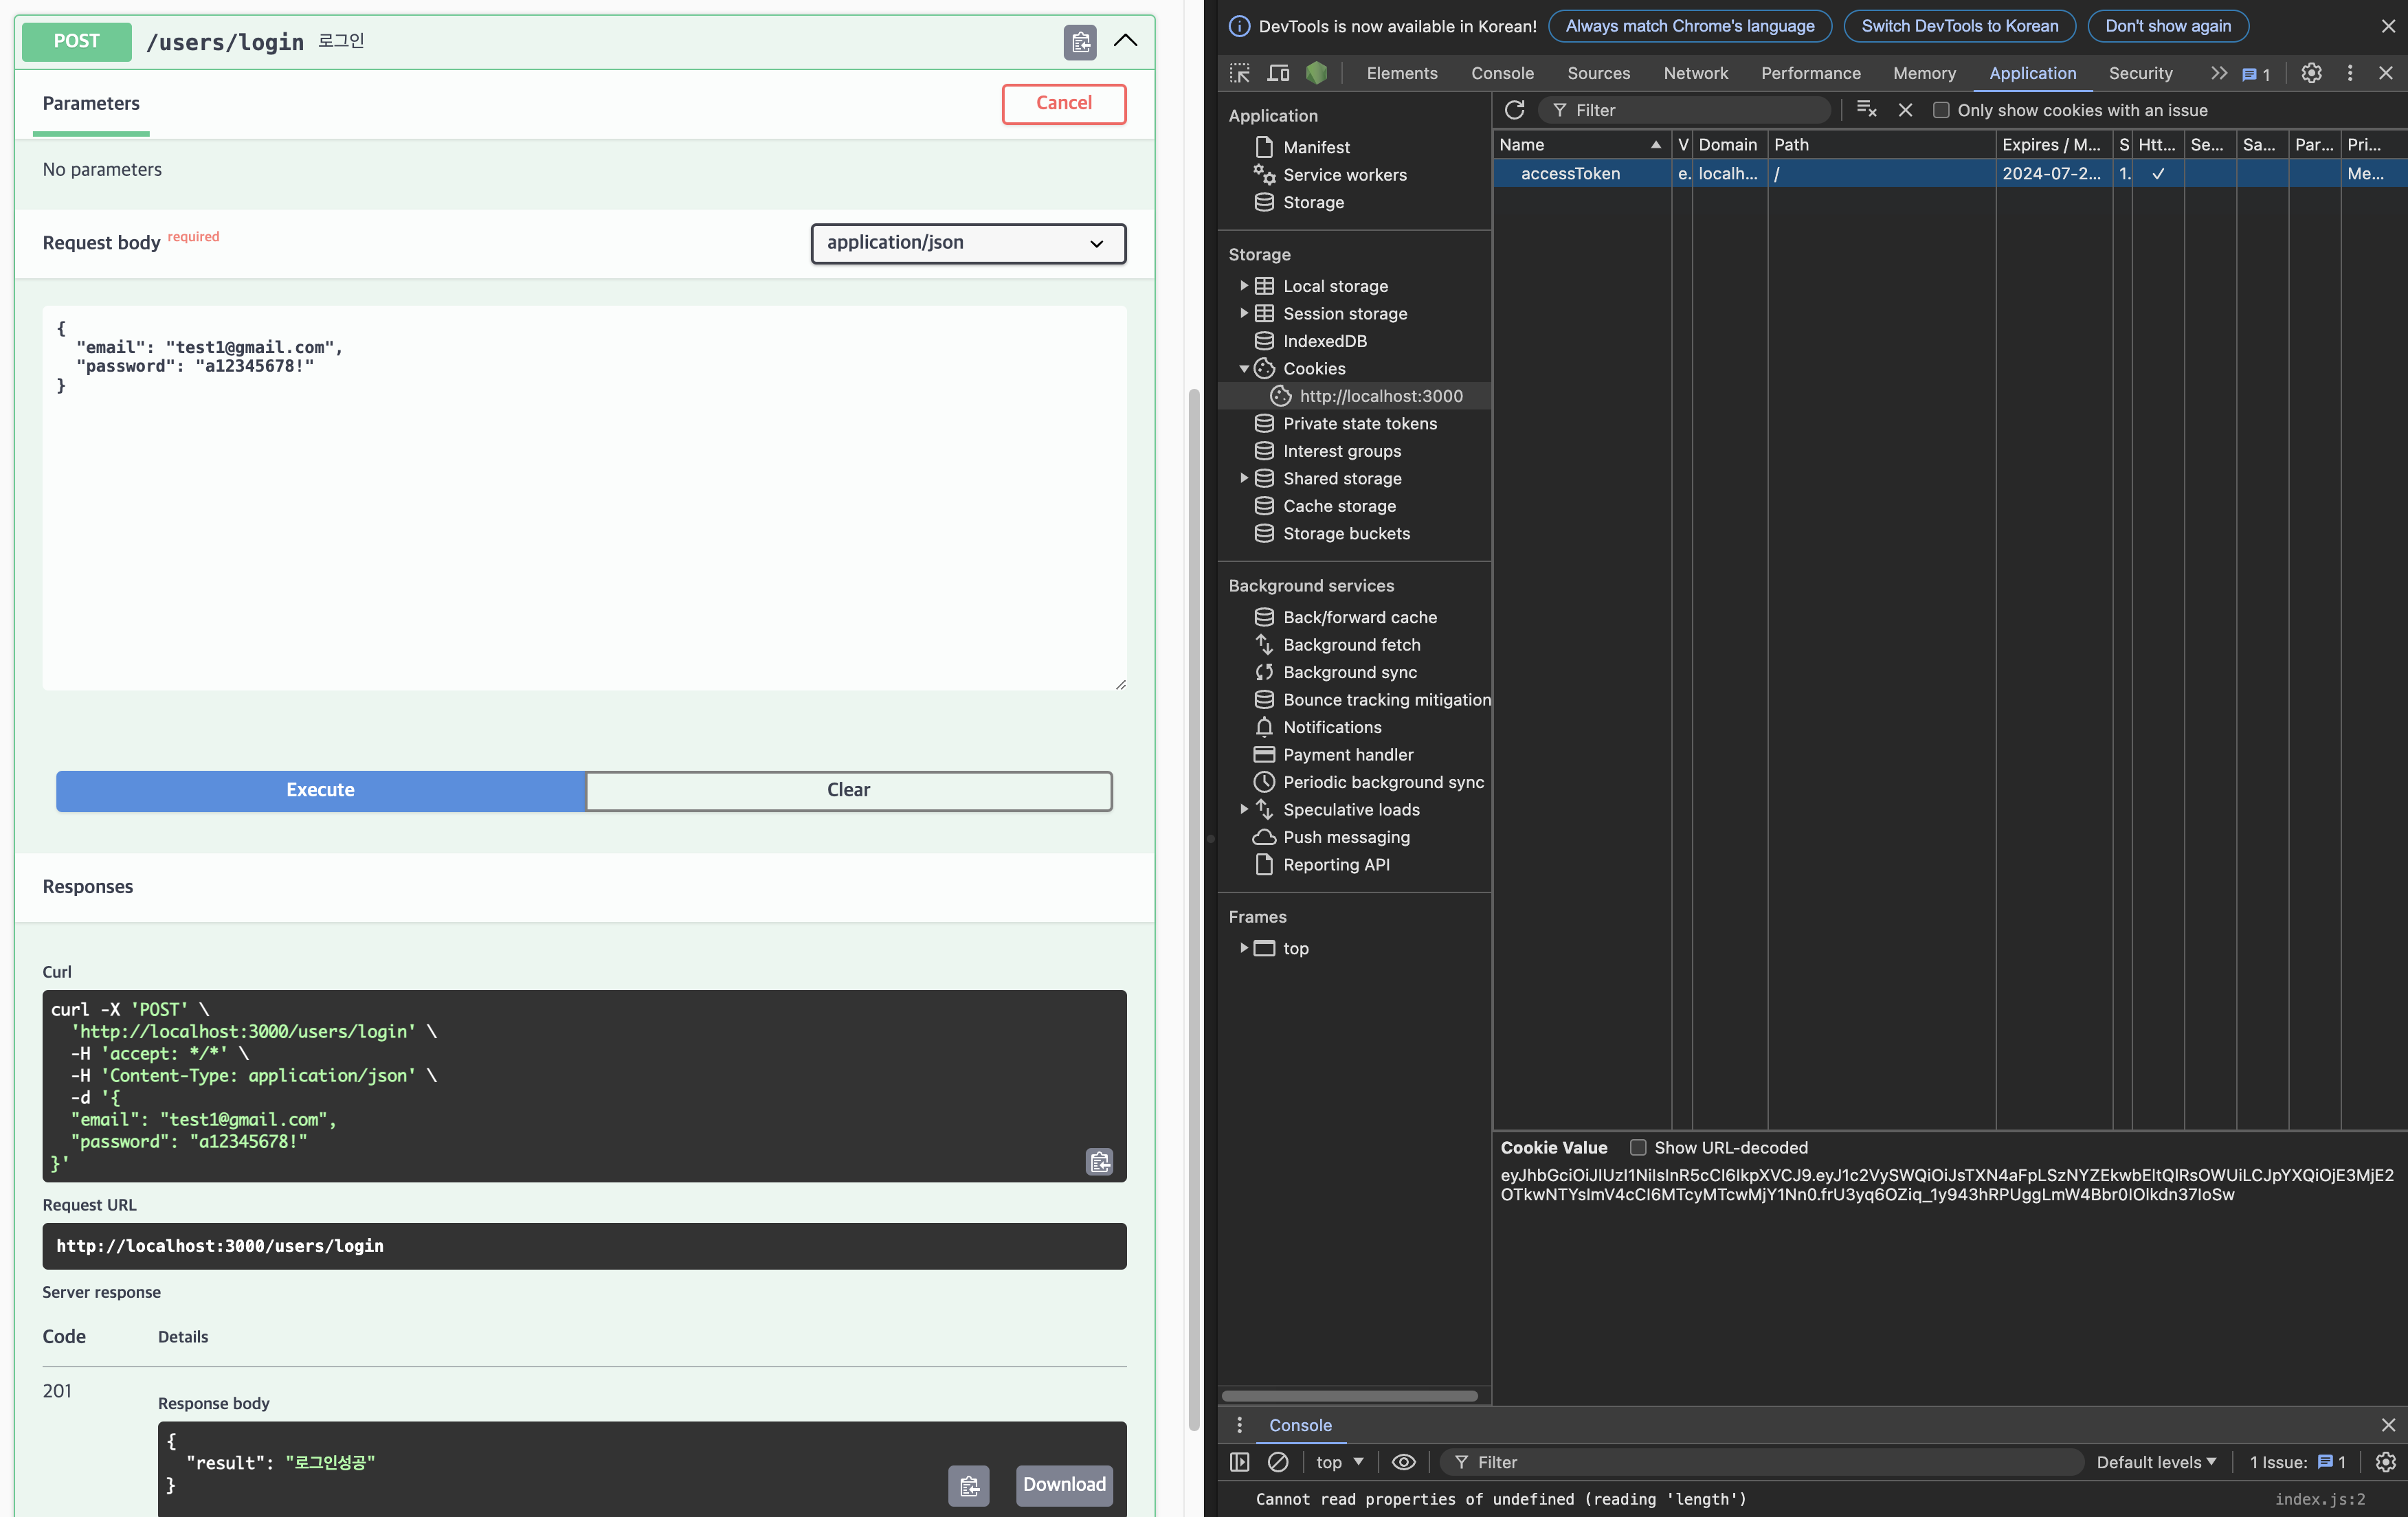 POST /users/login 로그인
Parameters
Cancel
No parameters
Request body required
application/json
{
"email": "test1@gmail.com",
"password": "a12345678!"
}
Execute
Clear
Responses
Curl
curl -X 'POST' \
'http://localhost:3000/users/login' \
-H 'accept: */*' \
-H 'Content-Type: application/json' \
-d '{
"email": "test1@gmail.com",
"password": "a12345678!"
}'
Request URL
http://localhost:3000/users/login
Server response
Code Details
201
Response body
{
"result": "로그인성공"
}
Download
DevTools is now available in Korean! Always match Chrome's language Switch DevTools to Korean Don't show again
Elements Console Sources Network Performance Memory Application Security 1
Application
Manifest
Service workers
Storage
Storage
Local storage
Session storage
IndexedDB
Cookies
http://localhost:3000
Private state tokens
Interest groups
Shared storage
Cache storage
Storage buckets
Background services
Back/forward cache
Background fetch
Background sync
Bounce tracking mitigation
Notifications
Payment handler
Periodic background sync
Speculative loads
Push messaging
Reporting API
Frames
top
Filter Only show cookies with an issue
Name V Domain Path Expires / M... S Htt... Se... Sa... Par... Pri...
accessToken e. localh... / 2024-07-2... 1. ✓ Me...
Cookie Value Show URL-decoded
Console
top Filter Default levels 1 Issue: 1
Cannot read properties of undefined (reading 'length') index.js:2